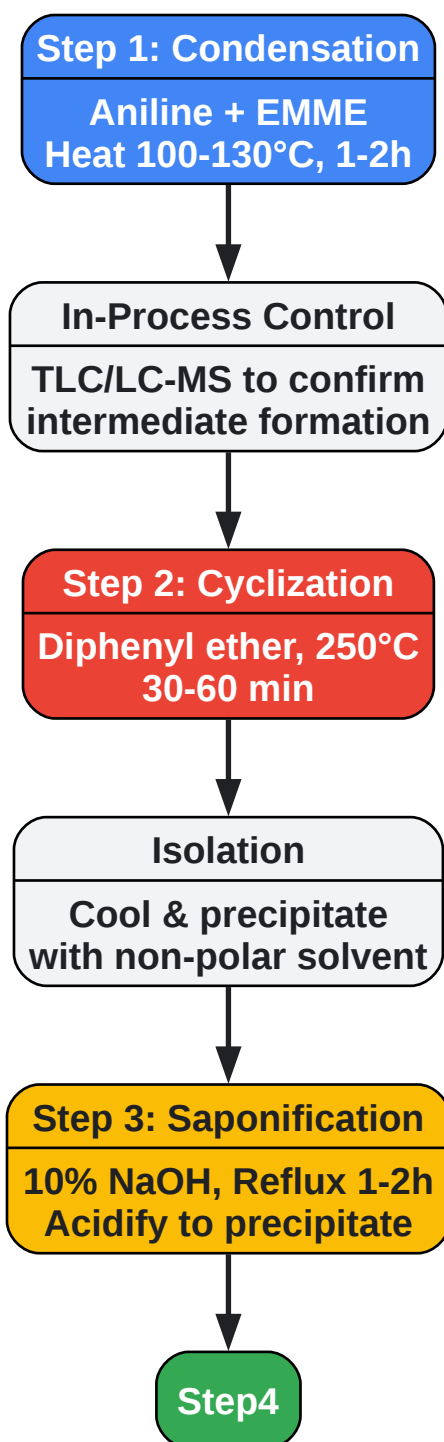 Step 1: Condensation
Aniline + EMME
Heat 100-130°C, 1-2h
In-Process Control
TLC/LC-MS to confirm
intermediate formation
Step 2: Cyclization
Diphenyl ether, 250°C
30-60 min
Isolation
Cool & precipitate
with non-polar solvent
Step 3: Saponification
10% NaOH, Reflux 1-2h
Acidify to precipitate
Step4